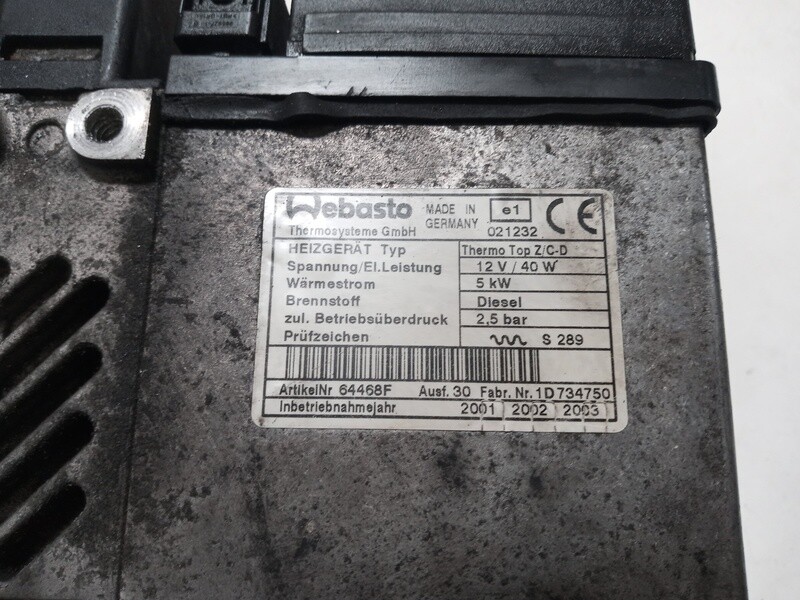 Webasto MADE IN GERMANY e1 CE
Thermosysteme GmbH 021232
HEIZGERÄT Typ Thermo Top Z/C-D
Spannung/El.Leistung 12 V / 40 W
Wärmestrom 5 kW
Brennstoff Diesel
zul. Betriebsüberdruck 2,5 bar
Prüfzeichen S 289
ArtikelNr 64468F Ausf. 30 Fabr. Nr. 1D734750
Inbetriebnahmejahr 2001 2002 2003